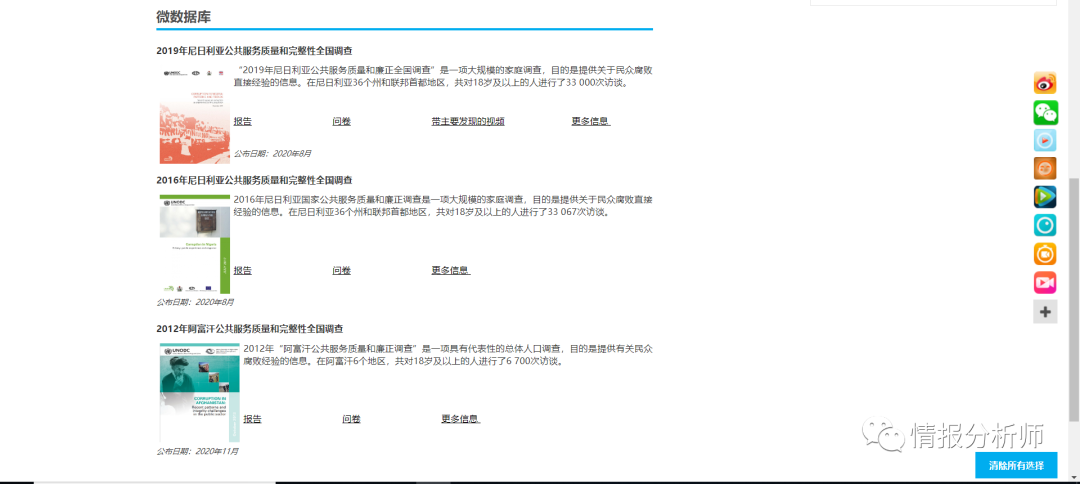 微数据库
2019年尼日利亚公共服务质量和完整性全国调查
“2019年尼日利亚公共服务质量和廉正全国调查”是一项大规模的家庭调查，目的是提供关于民众腐败
直接经验的信息。在尼日利亚36个州和联邦首都地区，共对18岁及以上的人进行了33 000次访谈。
报告 问卷 带主要发现的视频 更多信息
公布日期：2020年8月
2016年尼日利亚公共服务质量和完整性全国调查
UNODC
2016年尼日利亚国家公共服务质量和廉正调查是一项大规模的家庭调查，目的是提供关于民众腐败直接
经验的信息。在尼日利亚36个州和联邦首都地区，共对18岁及以上的人进行了33 067次访谈。
报告 问卷 更多信息
公布日期：2020年8月
2012年阿富汗公共服务质量和完整性全国调查
UNODC
2012年“阿富汗公共服务质量和廉正调查”是一项具有代表性的总体人口调查，目的是提供有关民众
腐败经验的信息。在阿富汗6个地区，共对18岁及以上的人进行了6 700次访谈。
CORRUPTION IN
AFGHANISTAN:
Recent patterns and
integrity challenges
in the public sector
报告 问卷 更多信息
公布日期：2020年11月
情报分析师
清除所有选择